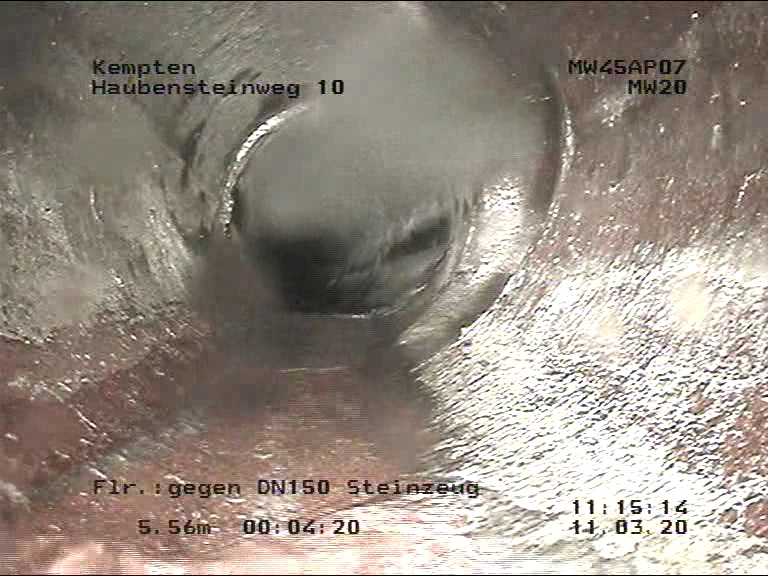 Kempten
Haubensteinweg 10
MW45AP07
MW20
Flr.:gegen DN150 Steinzeug
5.56m 00:04:20
11:15:14
11.03.20